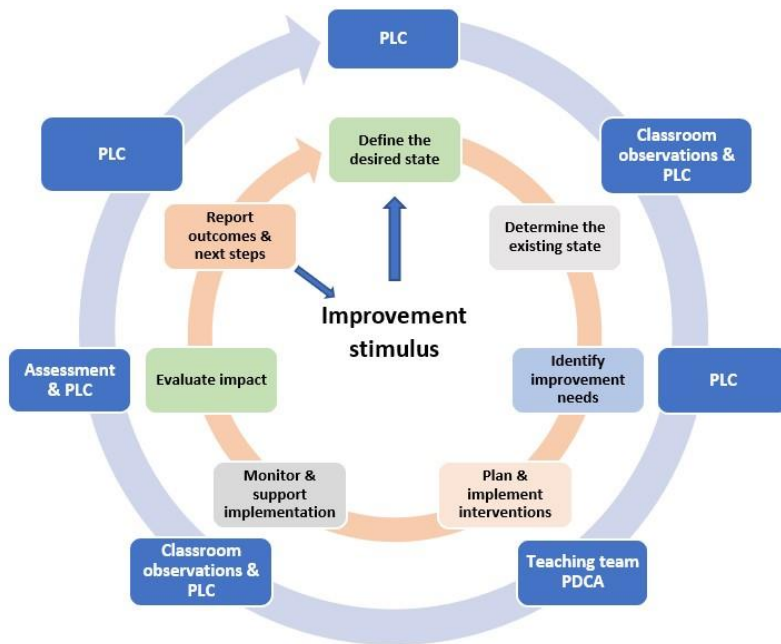 PLC
Classroom
observations &
PLC
PLC
Teaching team
PDCA
Classroom
observations &
PLC
Assessment
& PLC
PLC
Define the
desired state
Determine the
existing state
Identify
improvement
needs
Plan &
implement
interventions
Monitor &
support
implementation
Evaluate impact
Report
outcomes &
next steps
Improvement
stimulus